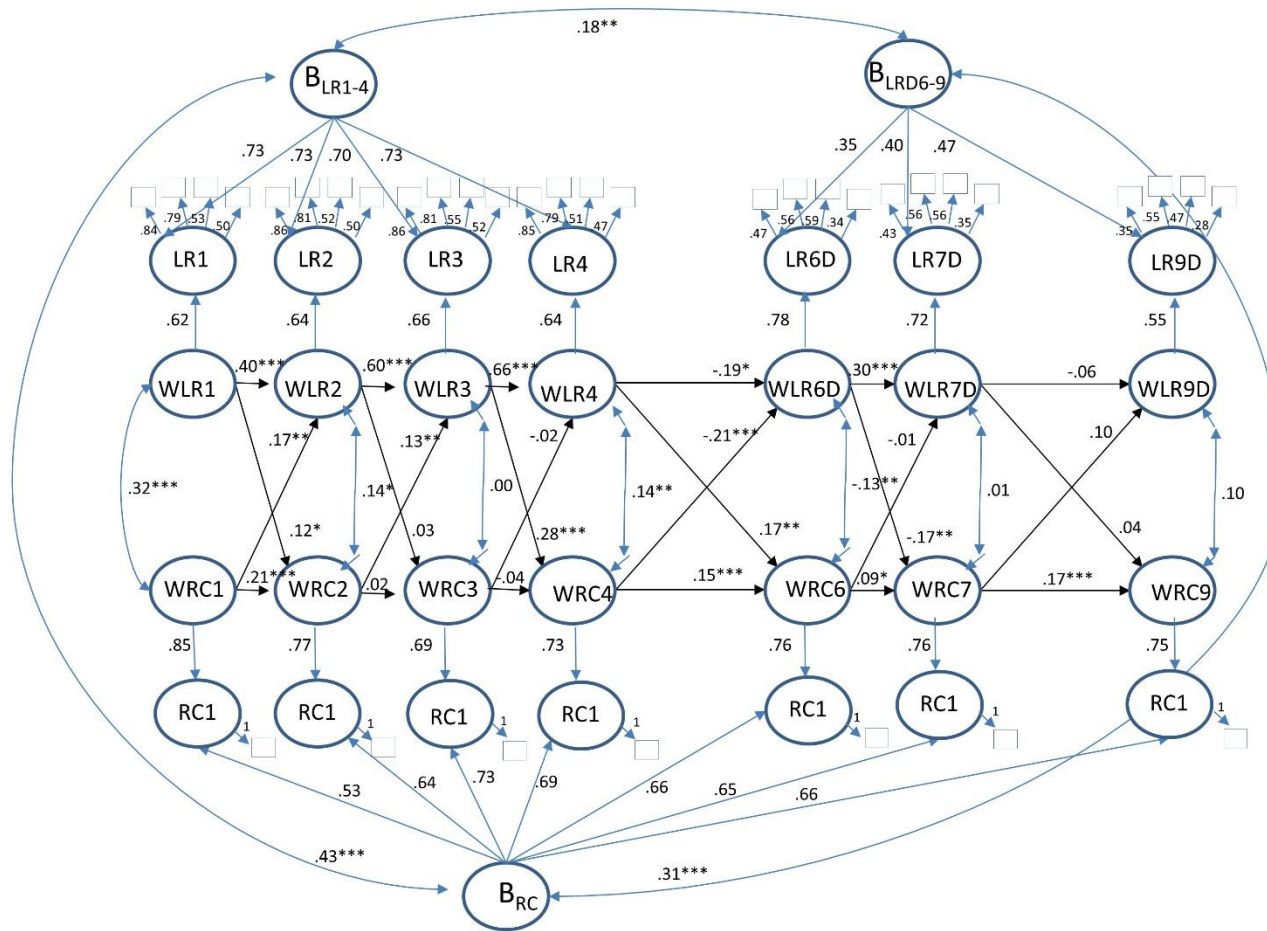 .18**
B LR1-4
B LRD6-9
.73 .73 .70 .73
.35 .40 .47
.84 .79 .53 .50
.86 .81 .52 .50
.86 .81 .55 .52
.85 .79 .51 .47
.47 .56 .59 .34
.43 .56 .56 .35
.35 .55 .47 .28
LR1 LR2 LR3 LR4 LR6D LR7D LR9D
.62 .64 .66 .64 .78 .72 .55
.40*** .60*** .66*** -.19* .30*** -.06
WLR1 WLR2 WLR3 WLR4 WLR6D WLR7D WLR9D
.17** .13** -.02 -.21*** -.01 .10
.32*** .14* .00 .14** -.13** .01 .10
.12* .03 .28*** .17** -.17** .04
.21*** .02 -.04 .15*** .09* .17***
WRC1 WRC2 WRC3 WRC4 WRC6 WRC7 WRC9
.85 .77 .69 .73 .76 .76 .75
RC1 RC1 RC1 RC1 RC1 RC1 RC1
1 1 1 1 1 1 1
.53 .64 .73 .69 .66 .65 .66
.43*** .31***
B RC